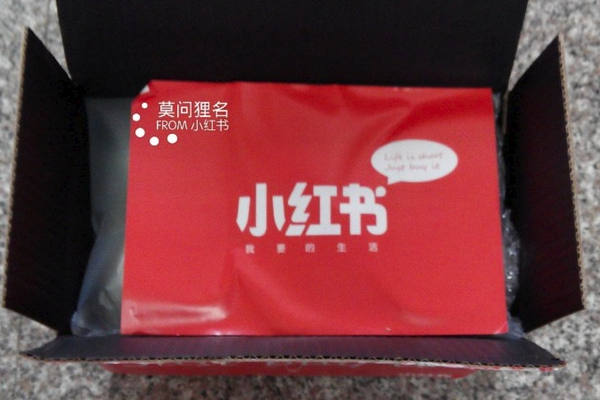 莫问狸名
FROM 小红书
Life is short
Just buy it
小红书
我要的生活